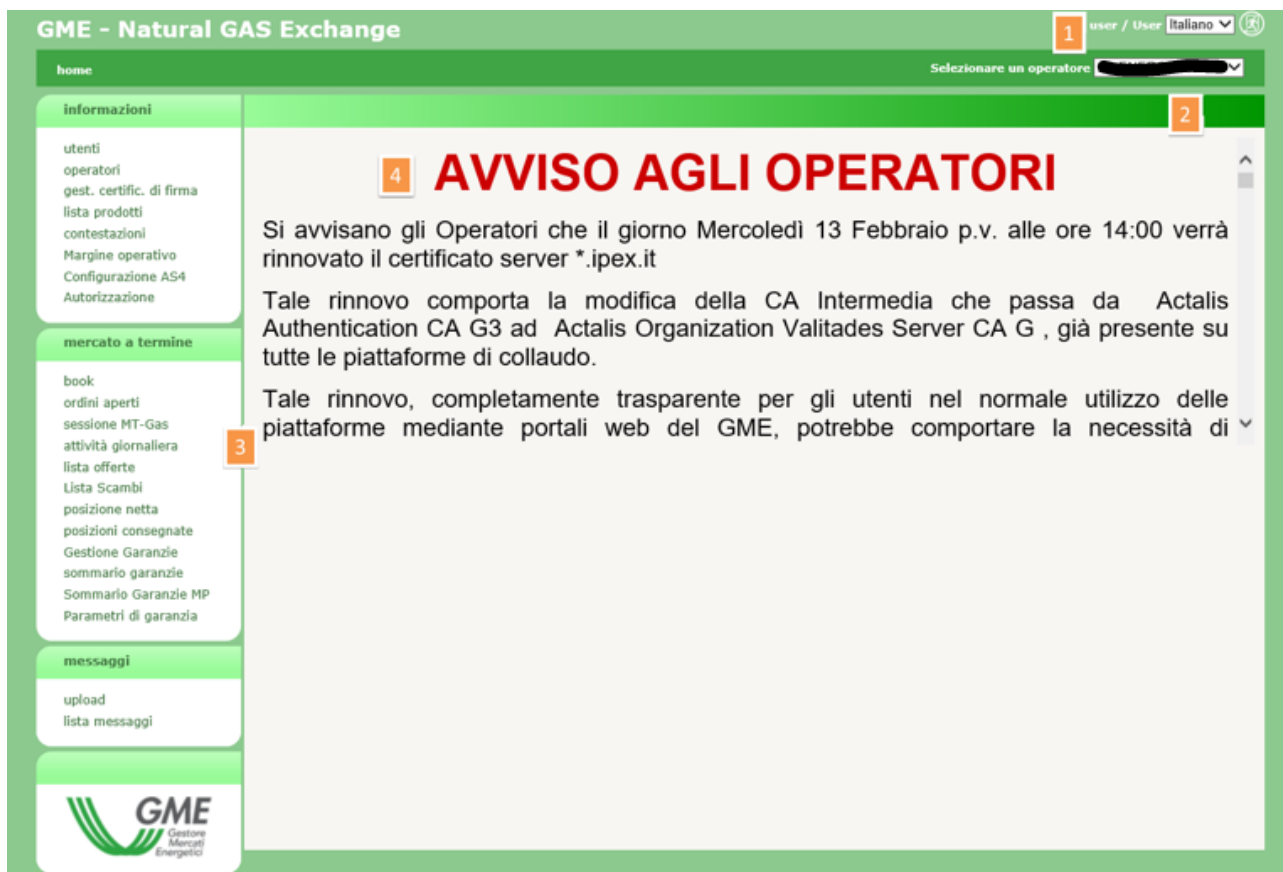 GME - Natural GAS Exchange
1
user / User Italiano
home
Selezionare un operatore
2
informazioni
utenti
operatori
gest. certific. di firma
lista prodotti
contestazioni
Margine operativo
Configurazione AS4
Autorizzazione
mercato a termine
book
ordini aperti
sessione MT-Gas
attività giornaliera
lista offerte
Lista Scambi
posizione netta
posizioni consegnate
Gestione Garanzie
sommario garanzie
Sommario Garanzie MP
Parametri di garanzia
3
messaggi
upload
lista messaggi
GME
Gestore
Mercati
Energetici
4
AVVISO AGLI OPERATORI
Si avvisano gli Operatori che il giorno Mercoledì 13 Febbraio p.v. alle ore 14:00 verrà
rinnovato il certificato server *.ipex.it
Tale rinnovo comporta la modifica della CA Intermedia che passa da Actalis
Authentication CA G3 ad Actalis Organization Valitades Server CA G , già presente su
tutte le piattaforme di collaudo.
Tale rinnovo, completamente trasparente per gli utenti nel normale utilizzo delle
piattaforme mediante portali web del GME, potrebbe comportare la necessità di